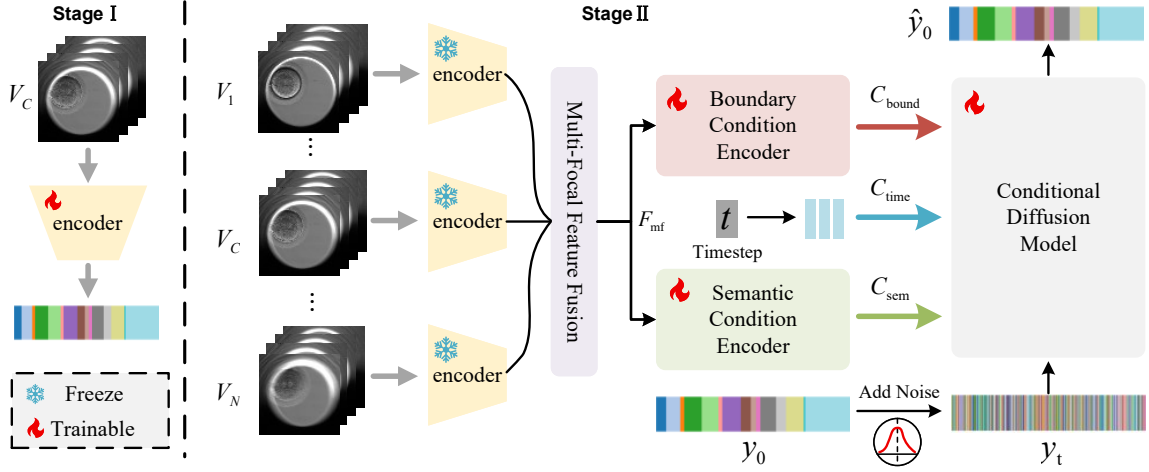 Stage I
V_C
encoder
Freeze
Trainable
Stage II
V_1
...
V_C
...
V_N
encoder
encoder
encoder
Multi-Focal Feature Fusion
F_mf
Boundary
Condition
Encoder
t
Timestep
Semantic
Condition
Encoder
C_bound
C_time
C_sem
ŷ_0
Conditional
Diffusion
Model
y_0
Add Noise
y_t